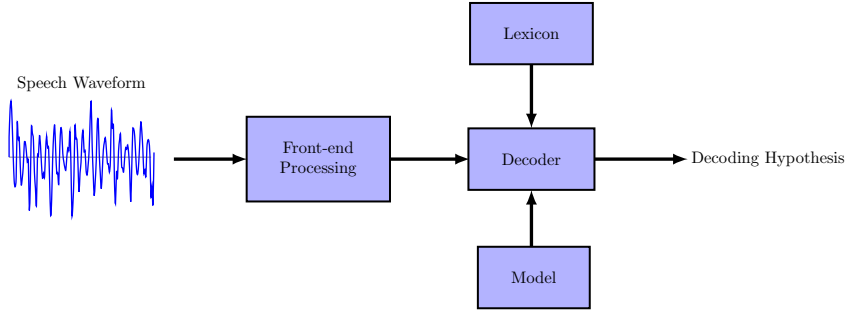 Lexicon
Speech Waveform
Front-end
Processing
Decoder
Decoding Hypothesis
Model